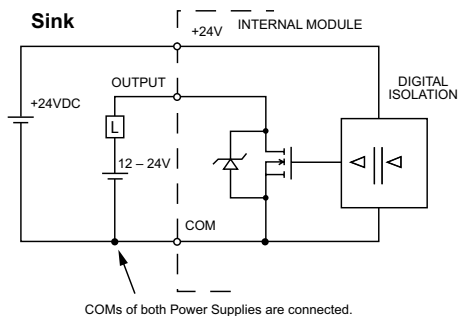 Sink
INTERNAL MODULE
+24V
OUTPUT
DIGITAL
ISOLATION
+24VDC
L
12 – 24V
COM
COMs of both Power Supplies are connected.